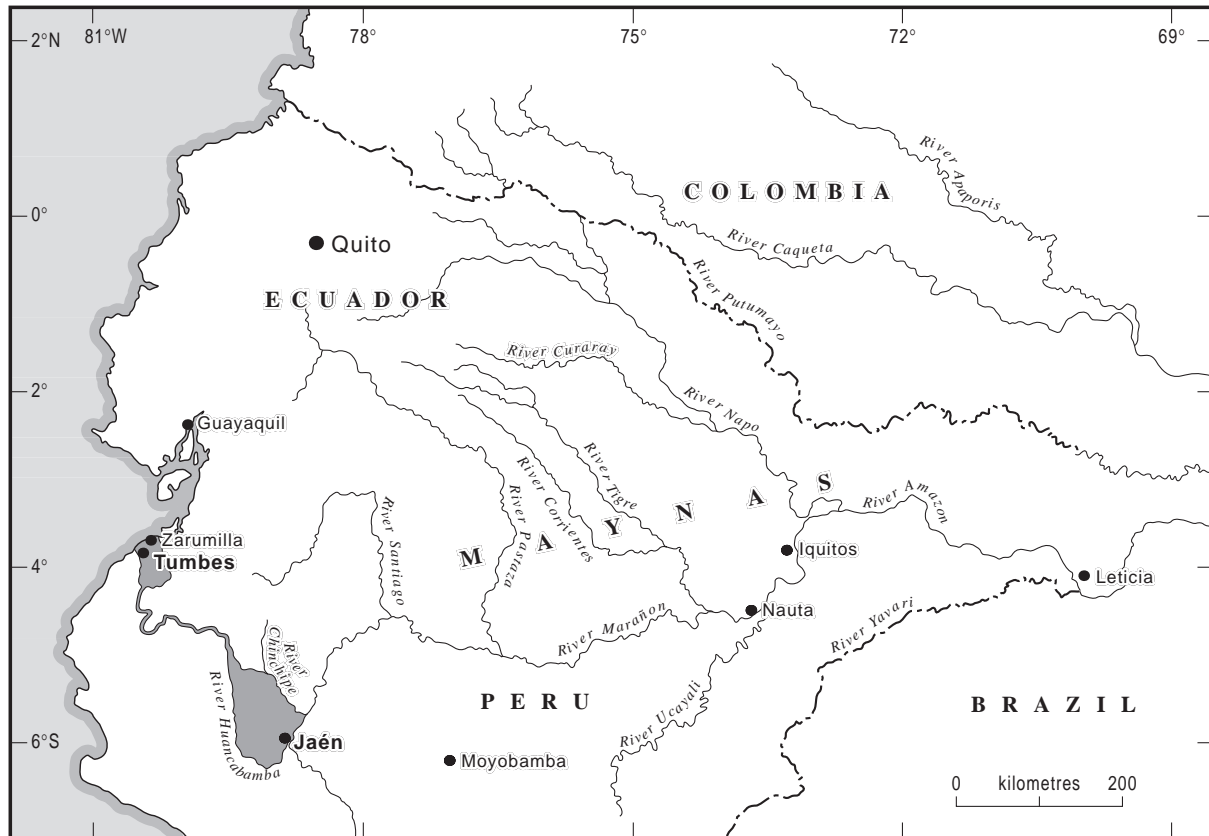 81°W
78°
75°
72°
69°
2°N
River Apaporis
COLOMBIA
0°
Quito
River Caqueta
River Putumayo
ECUADOR
River Curaray
2°
Guayaquil
River Napo
River Tigre
River Corrientes
River Pastaza
MAYNAS
River Amazon
River Santiago
Zarumilla
Tumbes
Iquitos
4°
Leticia
Nauta
River Yavari
River Marañon
River Chinchipe
River Huancabamba
PERU
River Ucayali
BRAZIL
6°S
Jaén
Moyobamba
0 kilometres 200